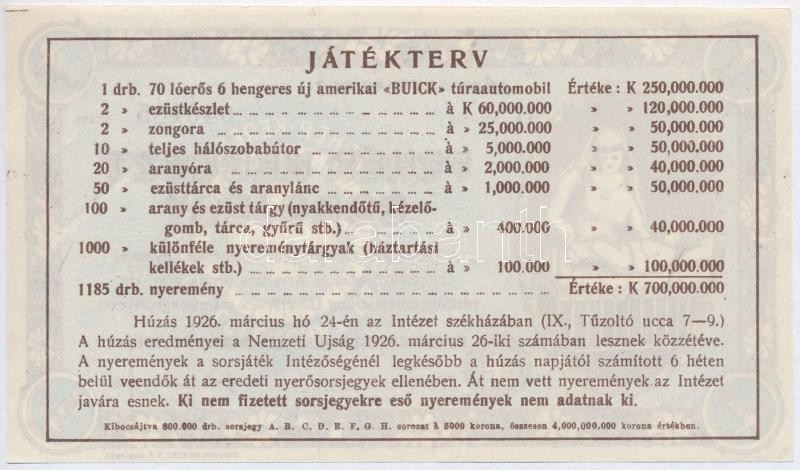 JÁTÉKTERV
1 drb. 70 lóerős 6 hengeres új amerikai «BUICK» túraautomobil Értéke: K 250,000.000
2 » ezüstkészlet ... à K 60,000.000 » » 120,000.000
2 » zongora ... à » 25,000.000 » » 50,000.000
10 » teljes hálószobabútor ... à » 5,000.000 » » 50,000.000
20 » aranyóra ... à » 2,000.000 » » 40,000.000
50 » ezüsttárca és aranylánc ... à » 1,000.000 » » 50,000.000
100 » arany és ezüst tárgy (nyakkendőtű, kézelő-
gomb, tárca, gyűrű stb.) ... à » 400.000 » » 40,000.000
1000 » különféle nyereménytárgyak (háztartási
kellékek stb.) ... à » 100.000 » » 100,000.000
1185 drb. nyeremény ... Értéke: K 700,000.000
Húzás 1926. március hó 24-én az Intézet székházában (IX., Tűzoltó ucca 7—9.)
A húzás eredményei a Nemzeti Ujság 1926. március 26-iki számában lesznek közzétéve.
A nyeremények a sorsjáték Intézőségénél legkésőbb a húzás napjától számított 6 héten
belül veendők át az eredeti nyerősorsjegyek ellenében. Át nem vett nyeremények az Intézet
javára esnek. Ki nem fizetett sorsjegyekre eső nyeremények nem adatnak ki.
Kibocsájtva 800.000 drb. sorsjegy A. B. C. D. E. F. G. H. sorozat à 5000 korona, összesen 4,000,000.000 korona értékben.
darabanth